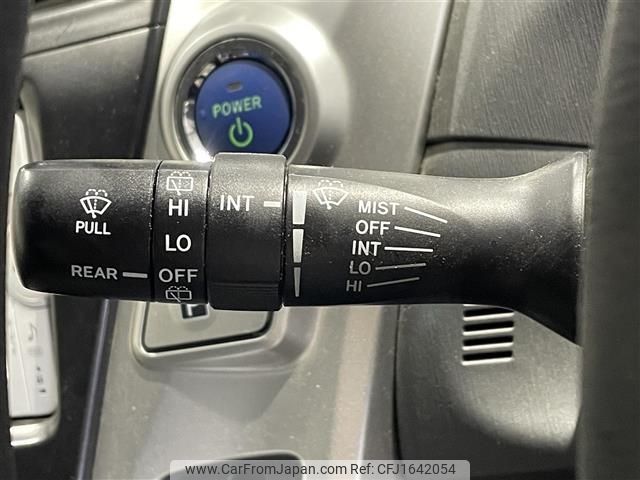 POWER
PULL
REAR
HI
LO
OFF
INT
MIST
OFF
INT
LO
HI
www.CarFromJapan.com - Ref: CFJ1642054